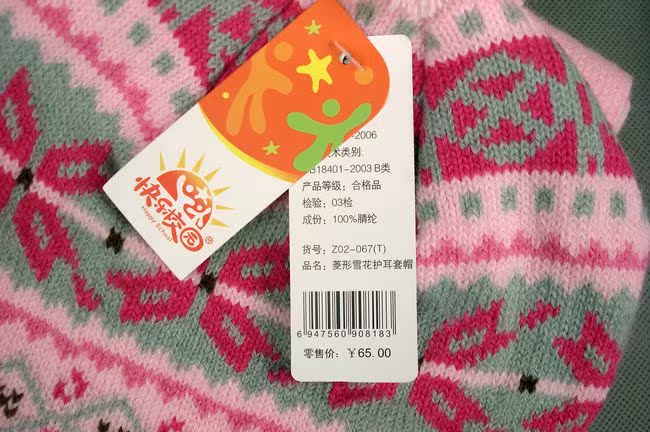 快乐校园®
Happy School
-2006
术类别:
B18401-2003 B类
产品等级: 合格品
检验: 03检
成份: 100%腈纶
货号: Z02-067(T)
品名: 菱形雪花护耳套帽
6 947560 908183
零售价: ￥65.00